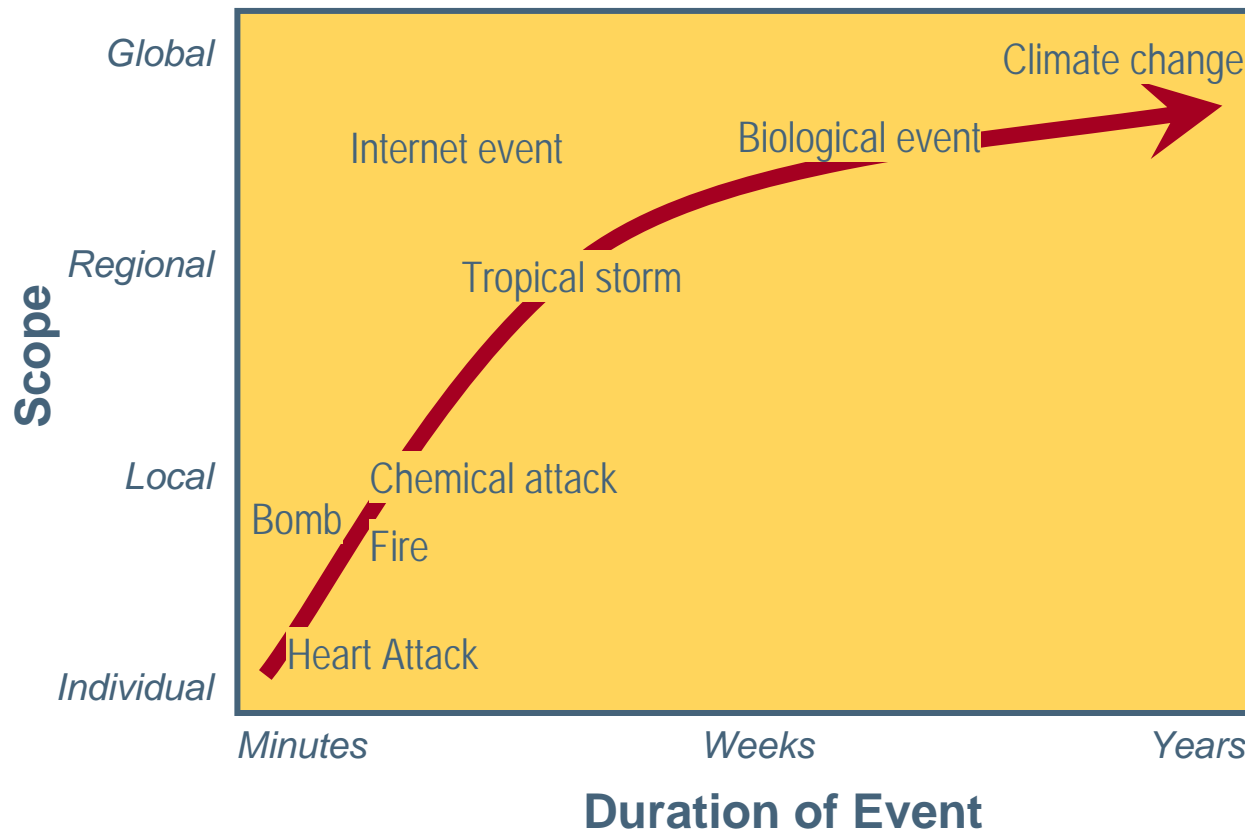 Global
Climate change
Internet event
Biological event
Regional
Tropical storm
Scope
Local
Chemical attack
Bomb
Fire
Heart Attack
Individual
Minutes
Weeks
Years
Duration of Event